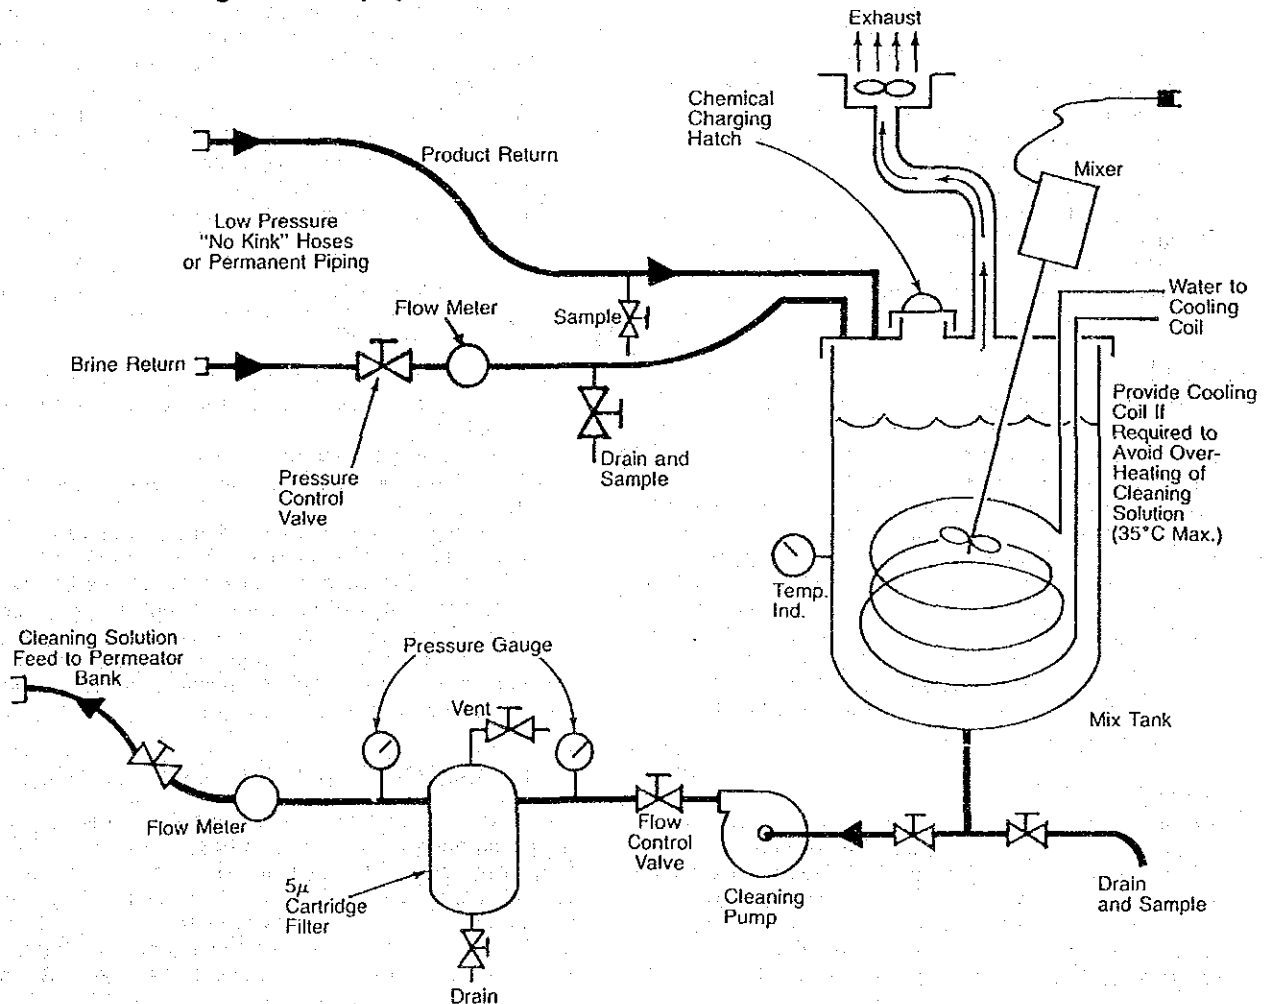 Exhaust
Chemical
Charging
Hatch
Mixer
Product Return
Low Pressure
"No Kink" Hoses
or Permanent Piping
Flow Meter
Sample
Water to
Cooling
Coil
Brine Return
Provide Cooling
Coil If
Required to
Avoid Over-
Heating of
Cleaning
Solution
(35°C Max.)
Drain and
Sample
Pressure
Control
Valve
Temp.
Ind.
Cleaning Solution
Feed to Permeator
Bank
Pressure Gauge
Vent
Mix Tank
Flow Meter
Flow
Control
Valve
5μ
Cartridge
Filter
Cleaning
Pump
Drain
and Sample
Drain